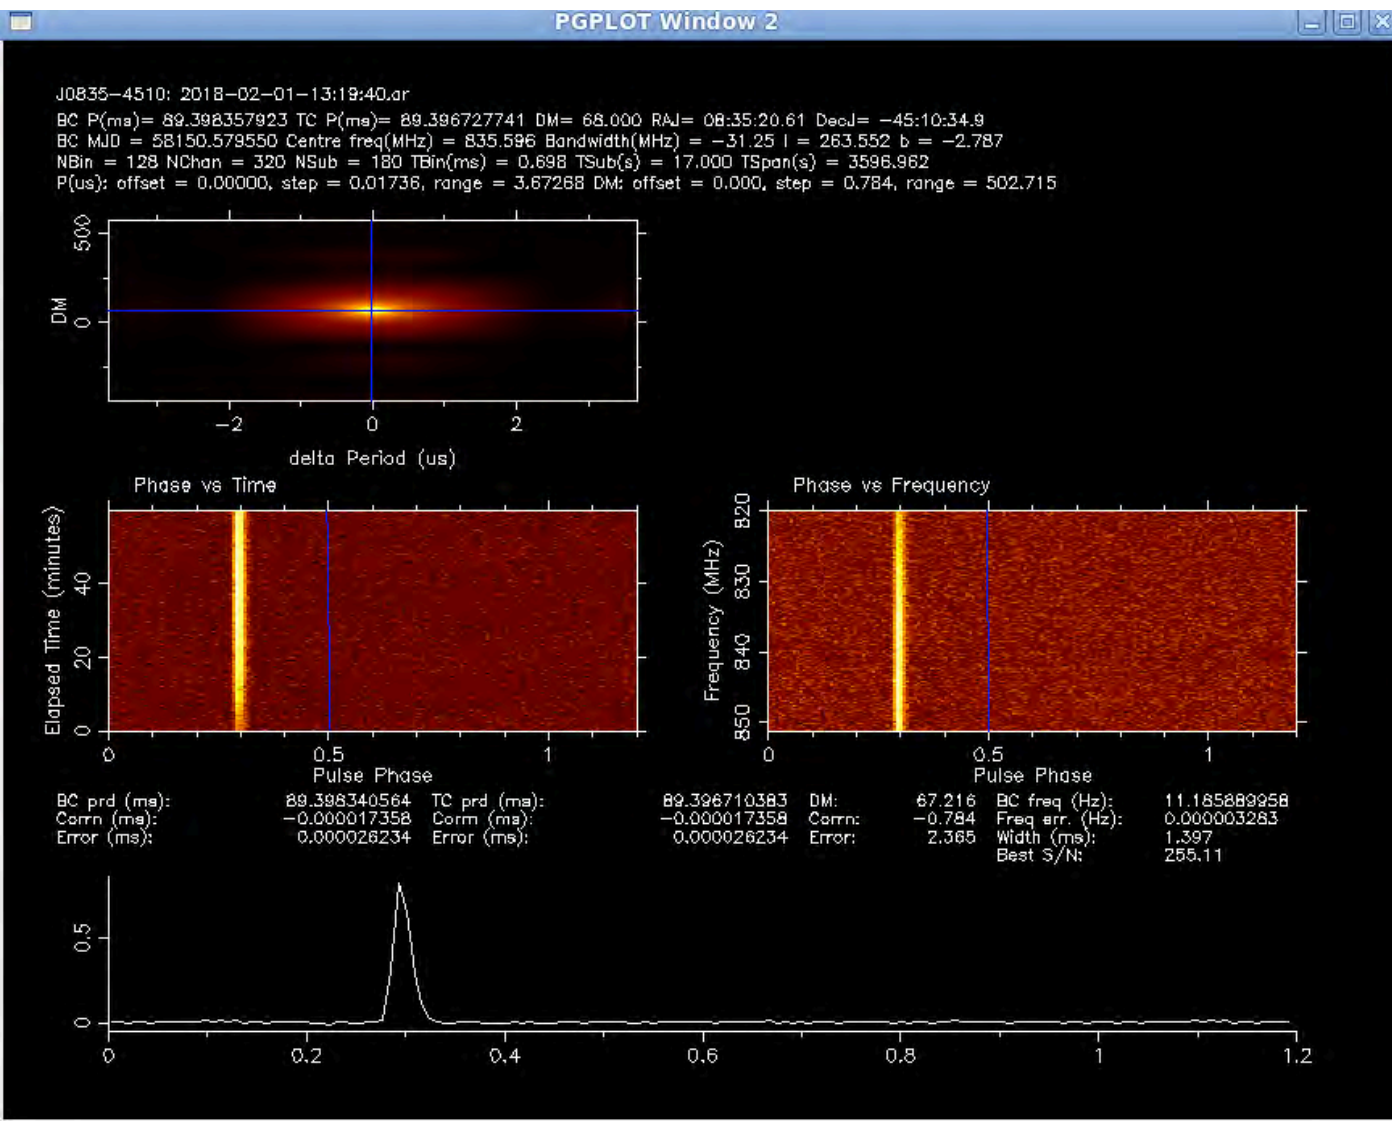 PGPLOT Window 2
J0835-4510: 2018-02-01-13:19:40.ar
BC P(ms)= 89.398357923 TC P(ms)= 89.396727741 DM= 68.000 RAJ= 08:35:20.61 DecJ= -45:10:34.9
BC MJD = 58150.579550 Centre freq(MHz) = 835.596 Bandwidth(MHz) = -31.25 l = 263.552 b = -2.787
NBin = 128 NChan = 320 NSub = 180 TBin(ms) = 0.698 TSub(s) = 17.000 TSpan(s) = 3596.962
P(us): offset = 0.00000, step = 0.01736, range = 3.67268 DM: offset = 0.000, step = 0.784, range = 502.715
500
0
DM
-2 0 2
delta Period (us)
Phase vs Time
40
20
0
Elapsed Time (minutes)
0 0.5 1
Pulse Phase
Phase vs Frequency
820
830
840
850
Frequency (MHz)
0 0.5 1
Pulse Phase
BC prd (ms): 89.398340564 TC prd (ms): 89.396710383 DM: 67.216 BC freq (Hz): 11.185889958
Corrn (ms): -0.000017358 Corrn (ms): -0.000017358 Corrn: -0.784 Freq err. (Hz): 0.000003283
Error (ms): 0.000026234 Error (ms): 0.000026234 Error: 2.365 Width (ms): 1.397
Best S/N: 255.11
0.5
0
0 0.2 0.4 0.6 0.8 1 1.2